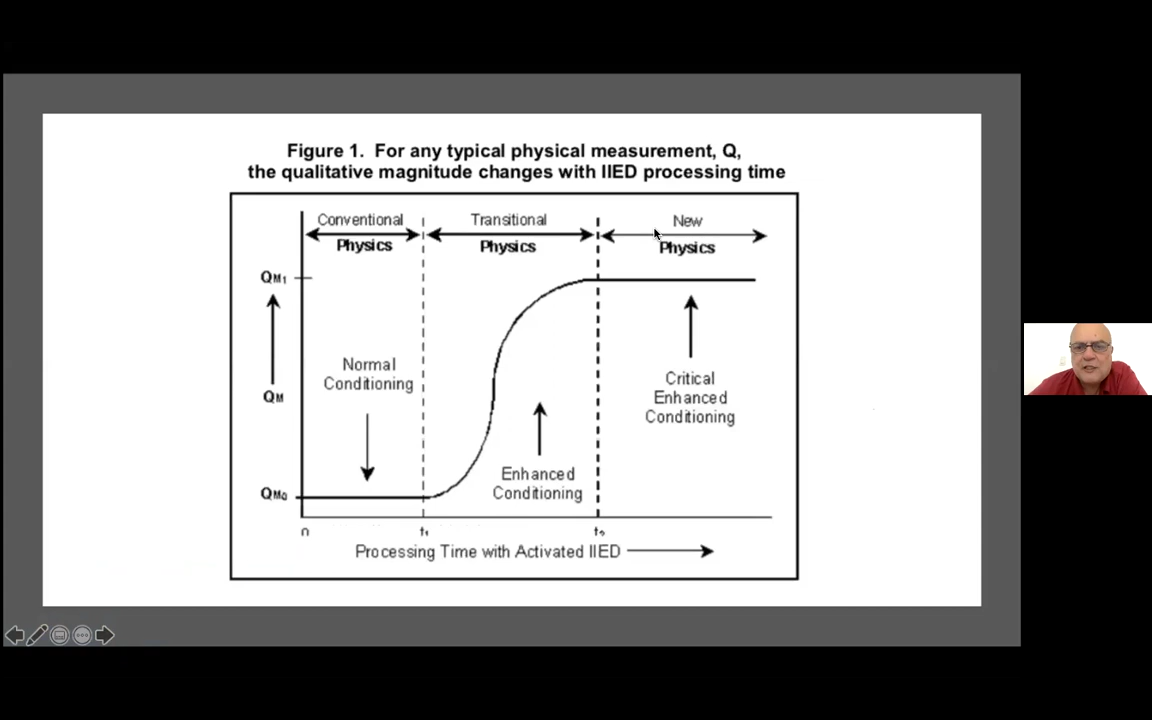 Figure 1. For any typical physical measurement, Q,
the qualitative magnitude changes with IIED processing time
Conventional
Physics
Transitional
Physics
New
Physics
QM1
Normal
Conditioning
Critical
Enhanced
Conditioning
QM
Enhanced
Conditioning
QM0
0
t1
t2
Processing Time with Activated IIED